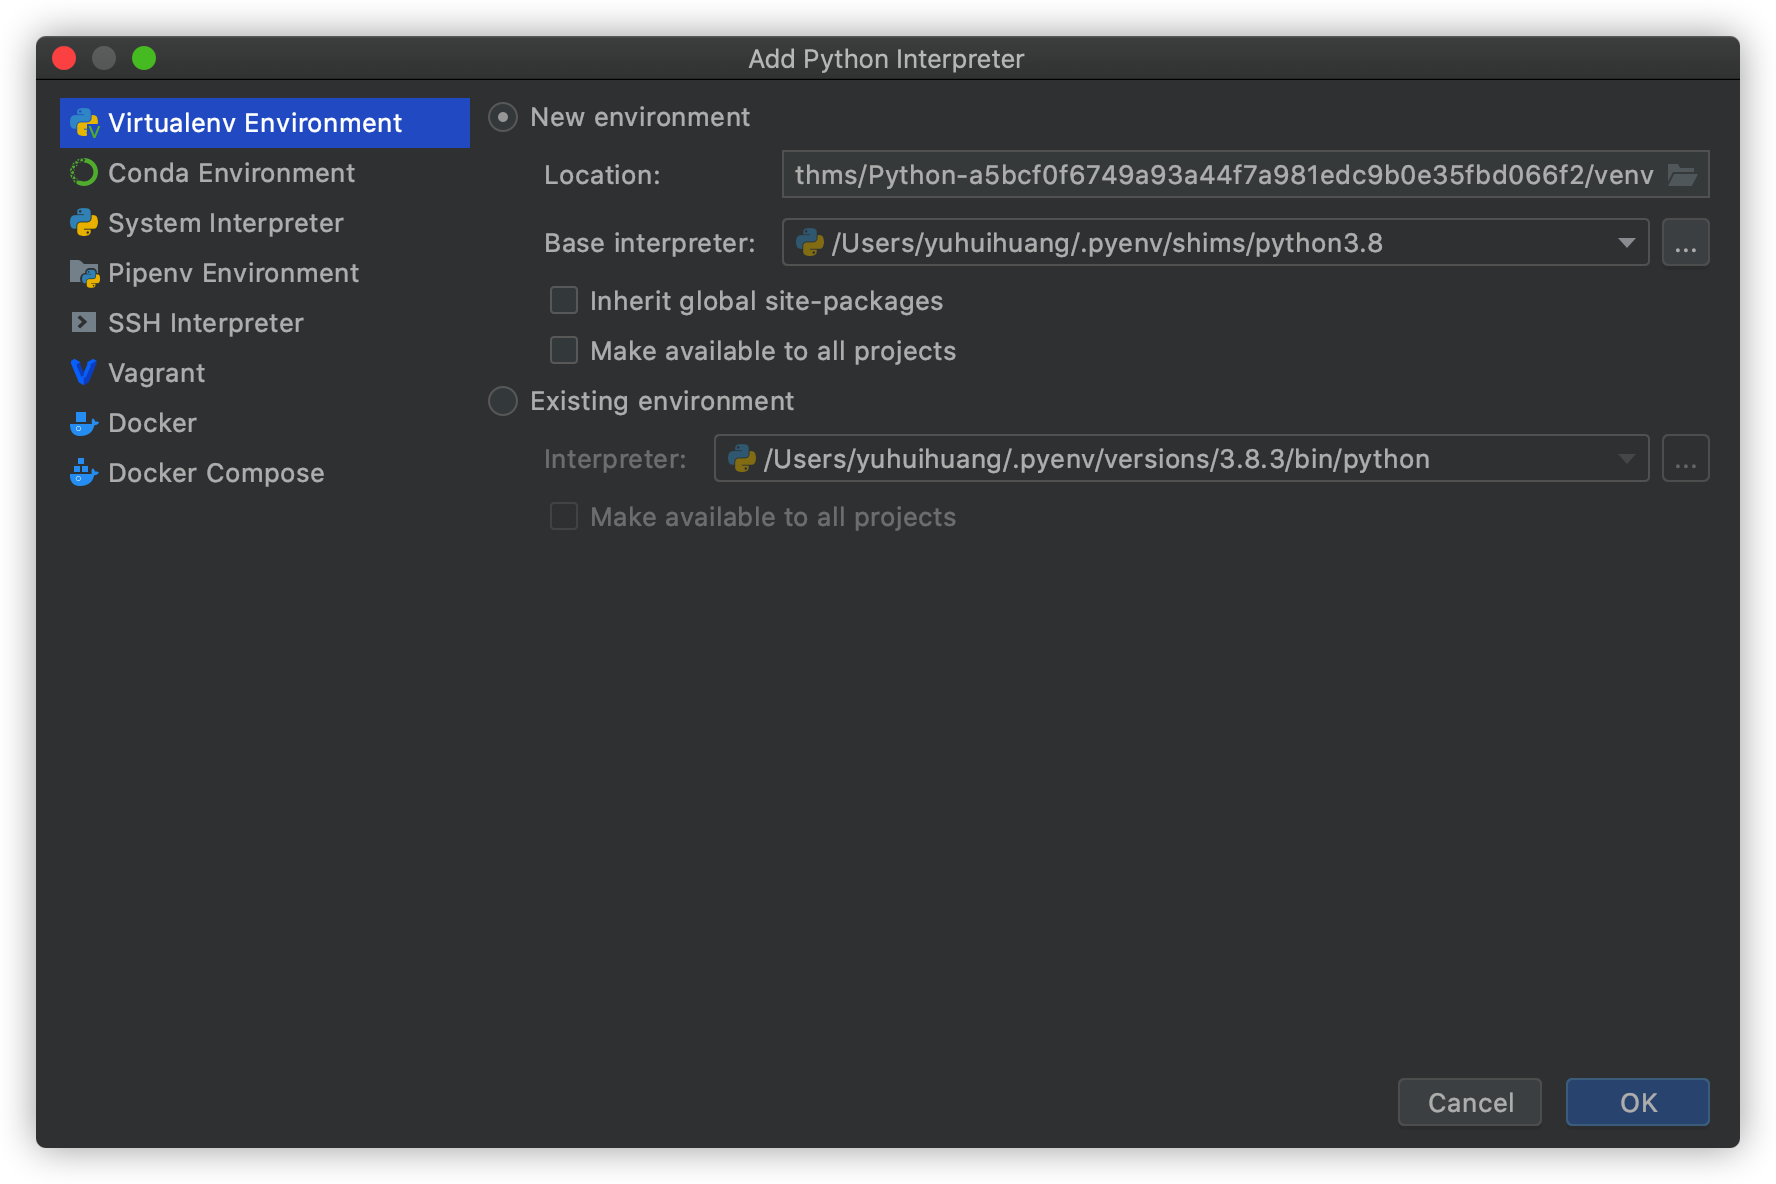 Add Python Interpreter
Virtualenv Environment
Conda Environment
System Interpreter
Pipenv Environment
SSH Interpreter
Vagrant
Docker
Docker Compose
New environment
Location: thms/Python-a5bcf0f6749a93a44f7a981edc9b0e35fbd066f2/venv
Base interpreter: /Users/yuhuihuang/.pyenv/shims/python3.8 ...
Inherit global site-packages
Make available to all projects
Existing environment
Interpreter: /Users/yuhuihuang/.pyenv/versions/3.8.3/bin/python ...
Make available to all projects
Cancel OK